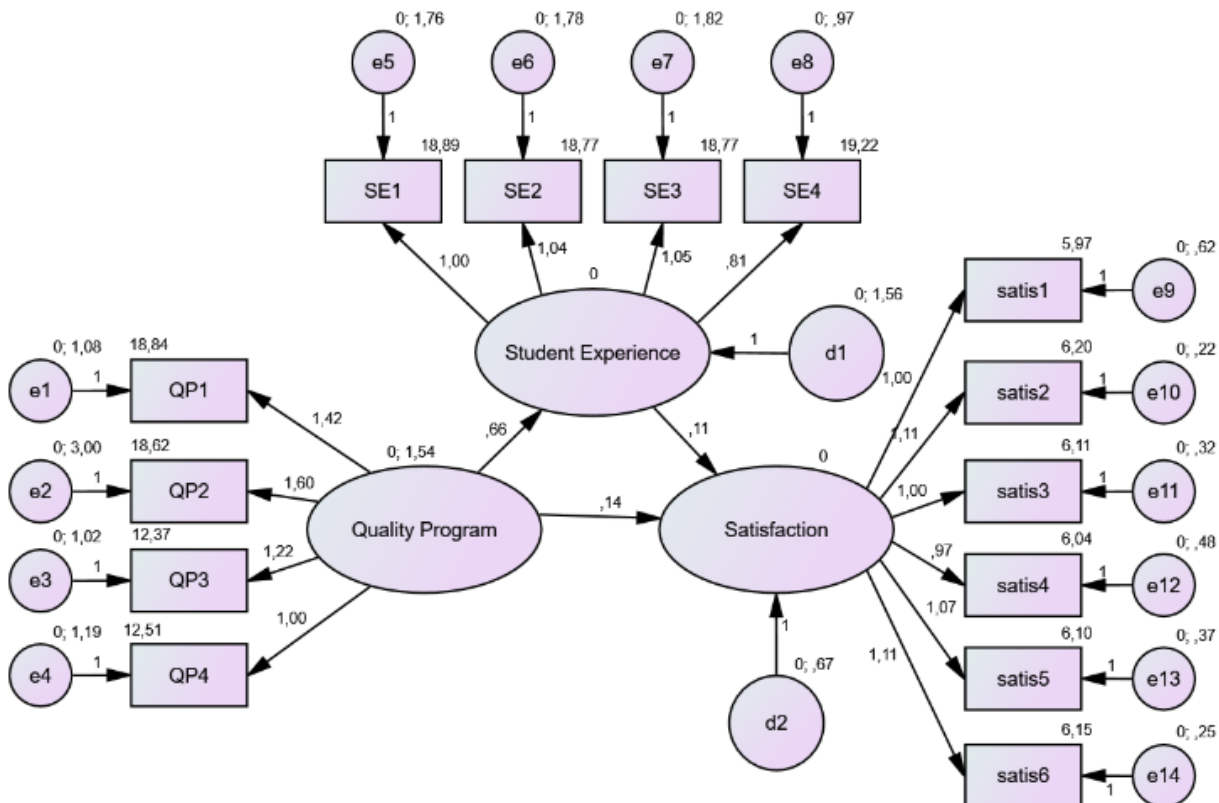 0; 1,76
0; 1,78
0; 1,82
0; ,97
e5
e6
e7
e8
1
1
1
1
18,89
18,77
18,77
19,22
SE1
SE2
SE3
SE4
1,00
1,04
1,05
,81
0
Student Experience
1
0; 1,56
d1
0; 1,08
18,84
e1
1
QP1
1,42
0; 3,00
18,62
e2
1
QP2
1,60
0; 1,02
12,37
e3
1
QP3
1,22
0; 1,19
12,51
e4
1
QP4
1,00
0; 1,54
Quality Program
,66
,11
,14
0
Satisfaction
1
0; ,67
d2
1,00
5,97
0; ,62
satis1
1
e9
1,11
6,20
0; ,22
satis2
1
e10
1,00
6,11
0; ,32
satis3
1
e11
,97
6,04
0; ,48
satis4
1
e12
1,07
6,10
0; ,37
satis5
1
e13
1,11
6,15
0; ,25
satis6
1
e14